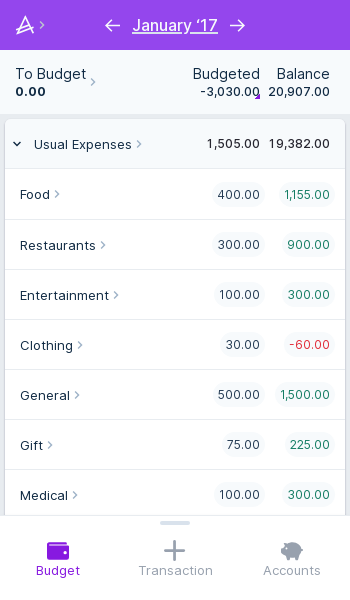 January ‘17
To Budget Budgeted Balance
0.00 -3,030.00 20,907.00
Usual Expenses 1,505.00 19,382.00
Food 400.00 1,155.00
Restaurants 300.00 900.00
Entertainment 100.00 300.00
Clothing 30.00 -60.00
General 500.00 1,500.00
Gift 75.00 225.00
Medical 100.00 300.00
Budget Transaction Accounts